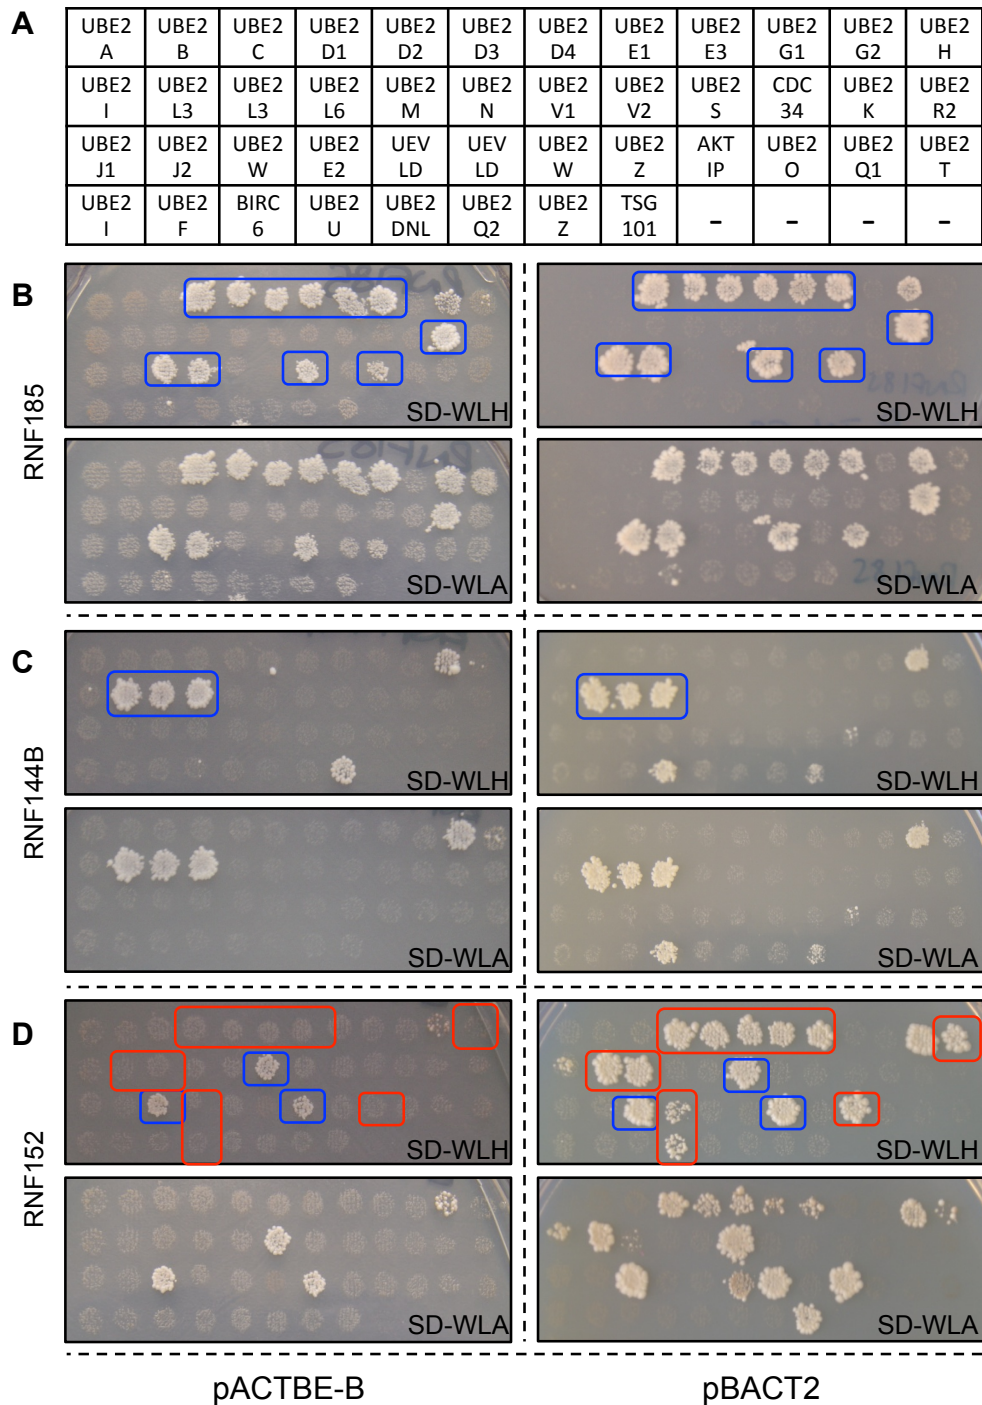 A
UBE2 A UBE2 B UBE2 C UBE2 D1 UBE2 D2 UBE2 D3 UBE2 D4 UBE2 E1 UBE2 E3 UBE2 G1 UBE2 G2 UBE2 H
UBE2 I UBE2 L3 UBE2 L3 UBE2 L6 UBE2 M UBE2 N UBE2 V1 UBE2 V2 UBE2 S CDC 34 UBE2 K UBE2 R2
UBE2 J1 UBE2 J2 UBE2 W UBE2 E2 UEV LD UEV LD UBE2 W UBE2 Z AKT IP UBE2 O UBE2 Q1 UBE2 T
UBE2 I UBE2 F BIRC 6 UBE2 U UBE2 DNL UBE2 Q2 UBE2 Z TSG 101 – – – –
B
RNF185
SD-WLH
SD-WLH
SD-WLA
SD-WLA
C
RNF144B
SD-WLH
SD-WLH
SD-WLA
SD-WLA
D
RNF152
SD-WLH
SD-WLH
SD-WLA
SD-WLA
pACTBE-B
pBACT2